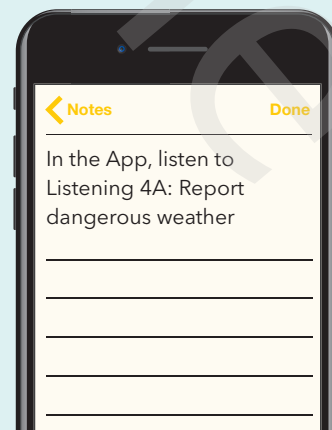 Notes Done
In the App, listen to
Listening 4A: Report
dangerous weather